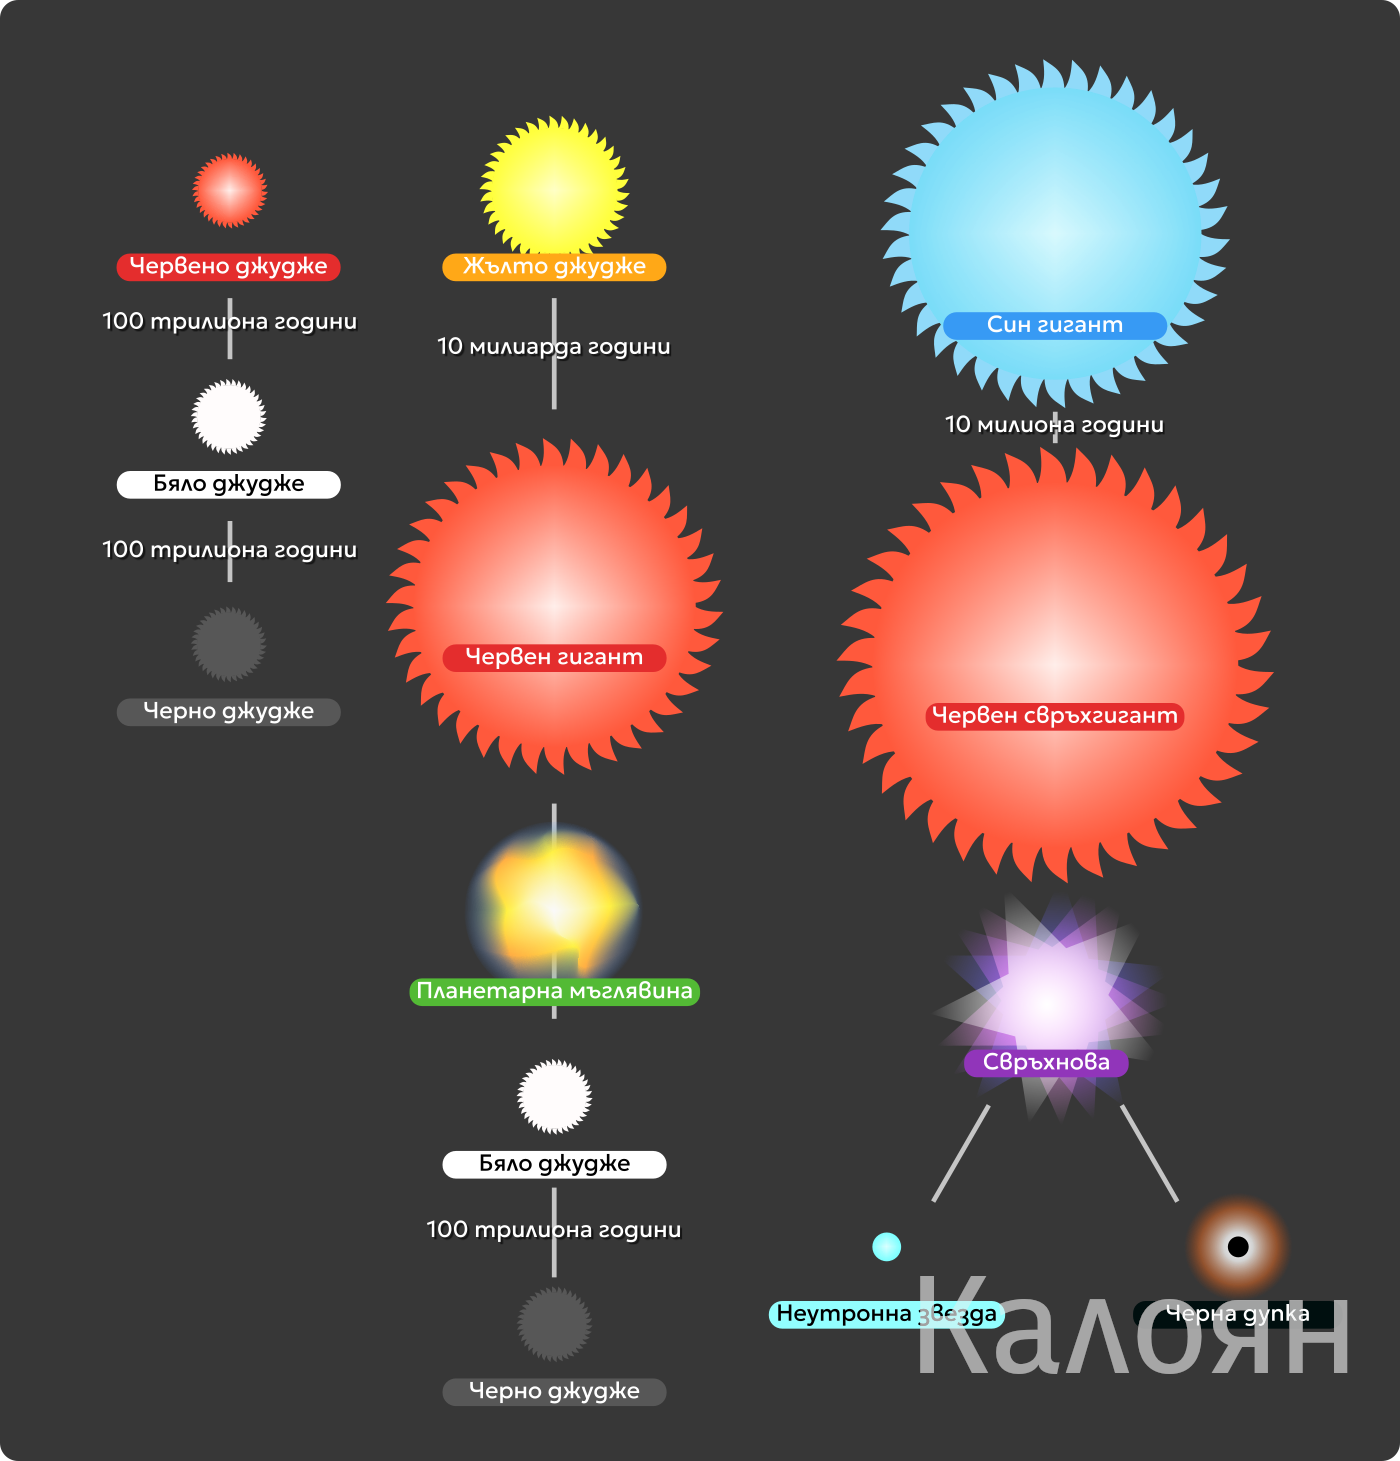 Червено джудже
100 трилиона години
Бяло джудже
100 трилиона години
Черно джудже
Жълто джудже
10 милиарда години
Червен гигант
Планетарна мъглявина
Бяло джудже
100 трилиона години
Черно джудже
Син гигант
10 милиона години
Червен свръхгигант
Свръхнова
Неутронна звезда
Черна дупка
Калоян